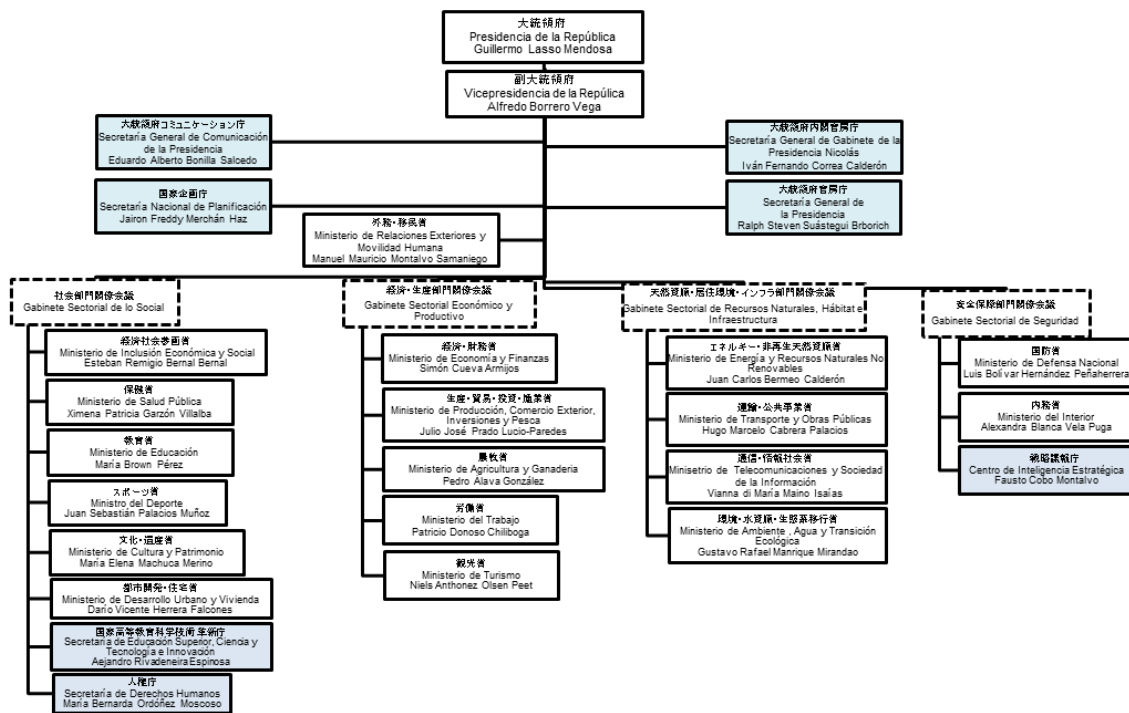 大統領府
Presidencia de la República
Guillermo Lasso Mendosa
副大統領府
Vicepresidencia de la Repúlica
Alfredo Borrero Vega
大統領府コミュニケーション庁
Secretaría General de Comunicación
de la Presidencia
Eduardo Alberto Bonilla Salcedo
大統領府内閣官房庁
Secretaría General de Gabinete de la
Presidencia Nicolás
Iván Fernando Correa Calderón
国家企画庁
Secretaría Nacional de Planificación
Jairon Freddy Merchán Haz
大統領府官房庁
Secretaría General de
la Presidencia
Ralph Steven Suástegui Brborich
外務・移民省
Ministerio de Relaciones Exteriores y
Movilidad Humana
Manuel Mauricio Montalvo Samaniego
社会部門関係会議
Gabinete Sectorial de lo Social
経済社会参画省
Ministerio de Inclusión Económica y Social
Esteban Remigio Bernal Bernal
保健省
Ministerio de Salud Pública
Ximena Patricia Garzón Villalba
教育省
Ministerio de Educación
María Brown Pérez
スポーツ省
Ministro del Deporte
Juan Sebastián Palacios Muñoz
文化・遺産省
Ministerio de Cultura y Patrimonio
María Elena Machuca Merino
都市開発・住宅省
Ministerio de Desarrollo Urbano y Vivienda
Darío Vicente Herrera Falcones
国家高等教育科学技術革新庁
Secretaría de Educación Superior, Ciencia y
Tecnología e Innovación
Aejandro Rivadeneira Espinosa
人権庁
Secretaría de Derechos Humanos
María Bernarda Ordóñez Moscoso
経済・生産部門関係会議
Gabinete Sectorial Económico y
Productivo
経済・財務省
Ministerio de Economía y Finanzas
Simón Cueva Armijos
生産・貿易・投資・漁業省
Ministerio de Producción, Comercio Exterior,
Inversiones y Pesca
Julio José Prado Lucio-Paredes
農牧省
Ministerio de Agricultura y Ganaderia
Pedro Alava González
労働省
Ministerio del Trabajo
Patricio Donoso Chiliboga
観光省
Ministerio de Turismo
Niels Anthonez Olsen Peet
天然資源・居住環境・インフラ部門関係会議
Gabinete Sectorial de Recursos Naturales, Hábitat e
Infraestructura
エネルギー・非再生天然資源省
Ministerio de Energía y Recursos Naturales No
Renovables
Juan Carlos Bermeo Calderón
運輸・公共事業省
Ministerio de Transporte y Obras Públicas
Hugo Marcelo Cabrera Palacios
通信・情報社会省
Minisetrio de Telecomunicaciones y Sociedad
de la Información
Vianna di María Maino Isaías
環境・水資源・生態系移行省
Ministerio de Ambiente , Agua y Transición
Ecológica
Gustavo Rafael Manrique Mirandao
安全保障部門関係会議
Gabinete Sectorial de Seguridad
国防省
Ministerio de Defensa Nacional
Luis Bolívar Hernández Peñaherrera
内務省
Ministerio del Interior
Alexandra Blanca Vela Puga
戦略諜報庁
Centro de Inteligencia Estratégica
Fausto Cobo Montalvo